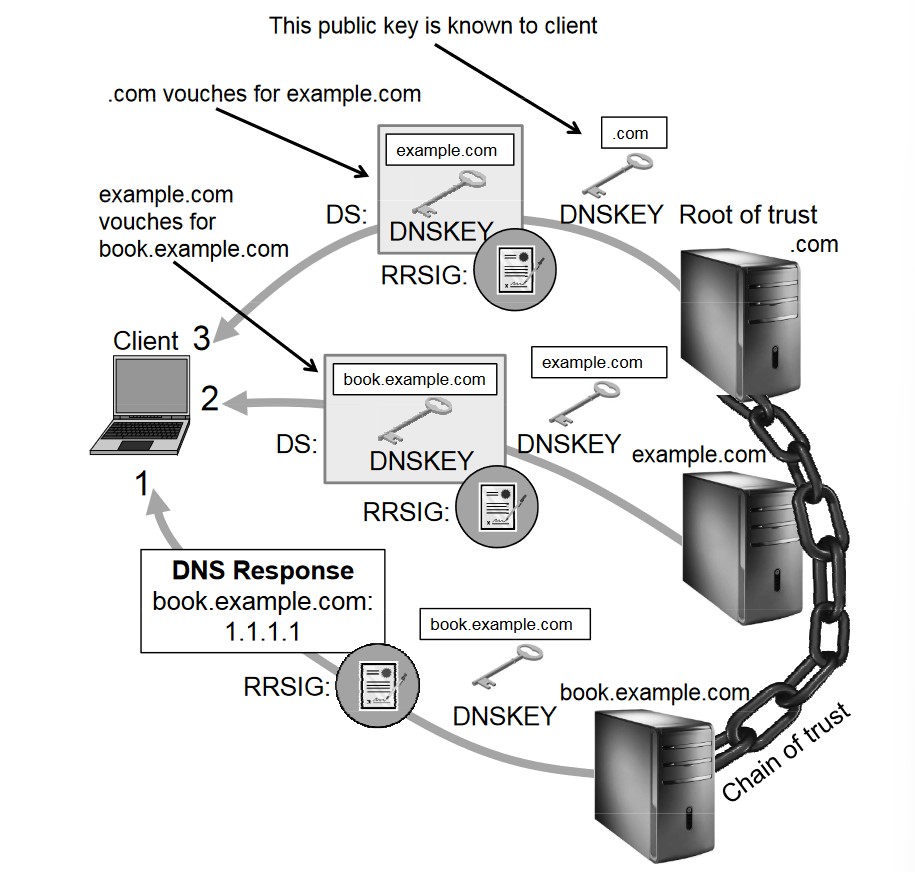 This public key is known to client
.com vouches for example.com
.com
example.com
DS:
DNSKEY
DNSKEY
Root of trust
.com
RRSIG:
example.com
vouches for
book.example.com
Client
3
2
1
book.example.com
example.com
DS:
DNSKEY
DNSKEY
example.com
RRSIG:
DNS Response
book.example.com:
1.1.1.1
book.example.com
RRSIG:
DNSKEY
book.example.com
Chain of trust